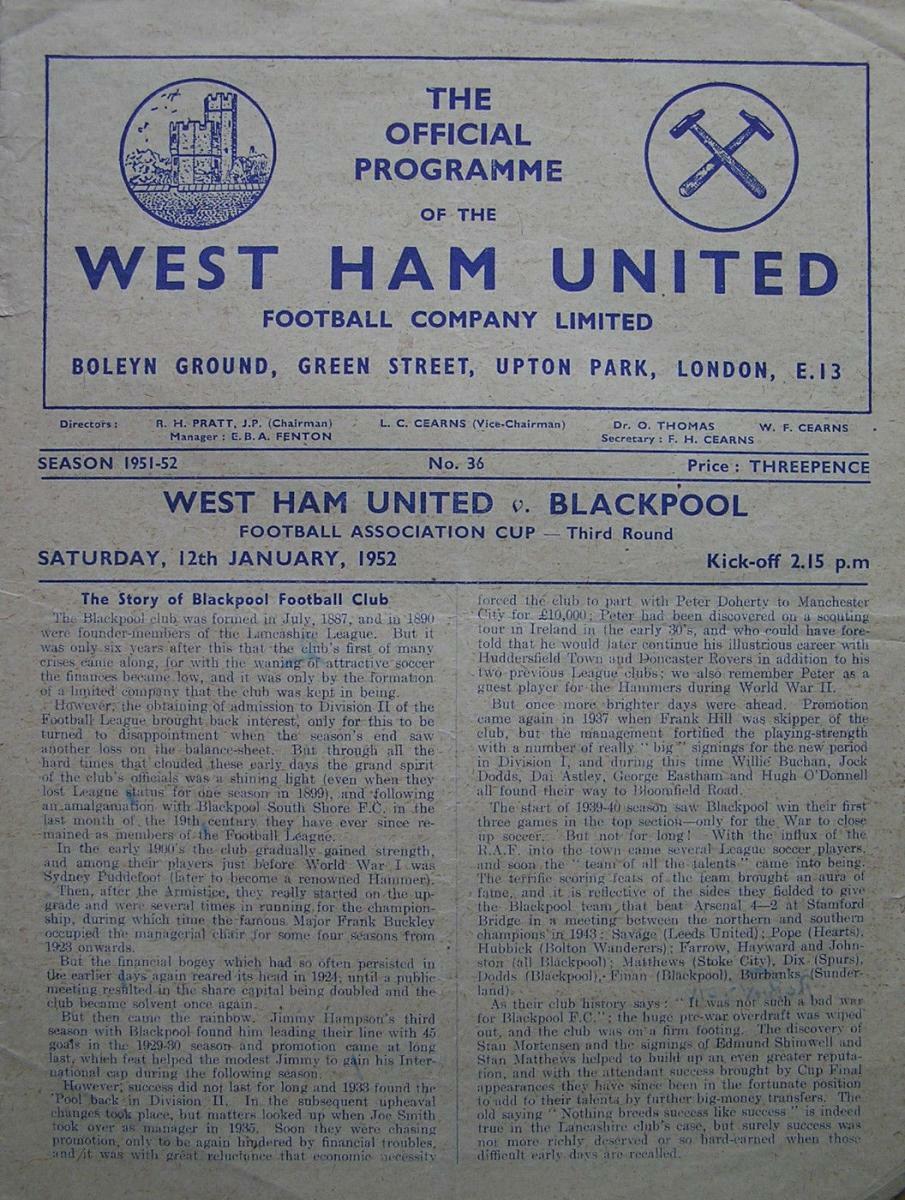 THE
OFFICIAL
PROGRAMME
OF THE
WEST HAM UNITED
FOOTBALL COMPANY LIMITED
BOLEYN GROUND, GREEN STREET, UPTON PARK, LONDON, E.13
Directors: R. H. PRATT, J.P. (Chairman) L. C. CEARNS (Vice-Chairman) Dr. O. THOMAS W. F. CEARNS
Manager: E.B.A. FENTON Secretary: F. H. CEARNS
SEASON 1951-52 No. 36 Price: THREEPENCE
WEST HAM UNITED v. BLACKPOOL
FOOTBALL ASSOCIATION CUP — Third Round
SATURDAY, 12th JANUARY, 1952 Kick-off 2.15 p.m
The Story of Blackpool Football Club
The Blackpool club was formed in July, 1887, and in 1890
were founder-members of the Lancashire League. But it
was only six years after this that the club's first of many
crises came along, for with the waning of attractive soccer
the finances became low, and it was only by the formation
of a limited company that the club was kept in being.
However, the obtaining of admission to Division II of the
Football League brought back interest, only for this to be
turned to disappointment when the season's end saw
another loss on the balance-sheet. But through all the
hard times that clouded these early days the grand spirit
of the club's officials was a shining light (even when they
lost League status for one season in 1899), and following
an amalgamation with Blackpool South Shore F.C. in the
last month of the 19th century they have ever since re-
mained as members of the Football League.
In the early 1900's the club gradually gained strength,
and among their players just before World War I was
Sydney Puddefoot (later to become a renowned Hammer).
Then, after the Armistice, they really started on the up-
grade and were several times in running for the champion-
ship, during which time the famous Major Frank Buckley
occupied the managerial chair for some four seasons from
1923 onwards.
But the financial bogey which had so often persisted in
the earlier days again reared its head in 1924, until a public
meeting resulted in the share capital being doubled and the
club became solvent once again.
But then came the rainbow. Jimmy Hampson's third
season with Blackpool found him leading their line with 45
goals in the 1929-30 season and promotion came at long
last, which feat helped the modest Jimmy to gain his Inter-
national cap during the following season.
However, success did not last for long and 1933 found the
'Pool back in Division II. In the subsequent upheaval
changes took place, but matters looked up when Joe Smith
took over as manager in 1935. Soon they were chasing
promotion, only to be again hindered by financial troubles,
and it was with great reluctance that economic necessity
forced the club to part with Peter Doherty to Manchester
City for £10,000; Peter had been discovered on a scouting
tour in Ireland in the early 30's, and who could have fore-
told that he would later continue his illustrious career with
Huddersfield Town and Doncaster Rovers in addition to his
two previous League clubs; we also remember Peter as a
guest player for the Hammers during World War II.
But once more brighter days were ahead. Promotion
came again in 1937 when Frank Hill was skipper of the
club, but the management fortified the playing-strength
with a number of really "big" signings for the new period
in Division I, and during this time Willie Buchan, Jock
Dodds, Dai Astley, George Eastham and Hugh O'Donnell
all found their way to Bloomfield Road.
The start of 1939-40 season saw Blackpool win their first
three games in the top section—only for the War to close
up soccer. But not for long! With the influx of the
R.A.F. into the town came several League soccer players,
and soon the "team of all the talents" came into being.
The terrific scoring feats of the team brought an aura of
fame, and it is reflective of the sides they fielded to give
the Blackpool team that beat Arsenal 4—2 at Stamford
Bridge in a meeting between the northern and southern
champions in 1943: Savage (Leeds United); Pope (Hearts),
Hubbick (Bolton Wanderers); Farrow, Hayward and John-
ston (all Blackpool); Matthews (Stoke City), Dix (Spurs),
Dodds (Blackpool), Finan (Blackpool), Burbanks (Sunder-
land).
As their club history says: "It was not such a bad war
for Blackpool F.C."; the huge pre-war overdraft was wiped
out, and the club was on a firm footing. The discovery of
Stan Mortensen and the signings of Edmund Shimwell and
Stan Matthews helped to build up an even greater reputa-
tion, and with the attendant success brought by Cup Final
appearances they have since been in the fortunate position
to add to their talents by further big-money transfers. The
old saying "Nothing breeds success like success" is indeed
true in the Lancashire club's case, but surely success was
not more richly deserved or so hard-earned when those
difficult early days are recalled.